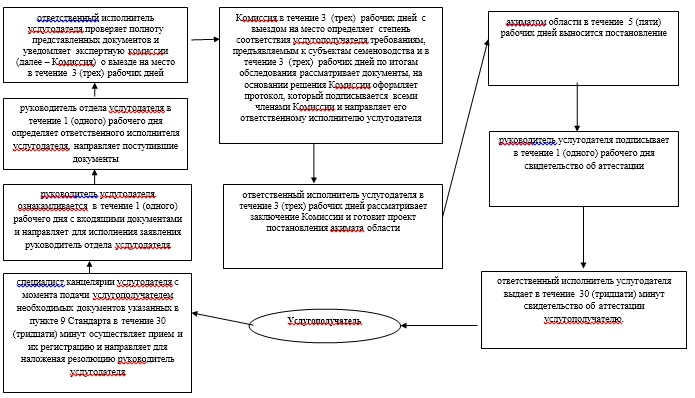 ответственный исполнитель
услугодателя проверяет полноту
представленных документов и
уведомляет экспертную комиссии
(далее – Комиссия) о выезде на место
в течение 3 (трех) рабочих дней
руководитель отдела услугодателя в
течение 1 (одного) рабочего дня
определяет ответственного исполнителя
услугодателя, направляет поступившие
документы
руководитель услугодателя
ознакамливается в течение 1 (одного)
рабочего дня с входящими документами
и направляет для исполнения заявления
руководитель отдела услугодателя
специалист канцелярии услугодателя с
момента подачи услугополучателем
необходимых документов указанных в
пункте 9 Стандарта в течение 30
(тридцати) минут осуществляет прием и
их регистрацию и направляет для
наложеная резолюцию руководитель
услугодателя
Комиссия в течение 3 (трех) рабочих дней с
выездом на место определяет степень
соответствия услугополучателя требованиям,
предъявляемым к субъектам семеноводства и в
течение 3 (трех) рабочих дней по итогам
обследования рассматривает документы, на
основании решения Комиссии оформляет
протокол, который подписывается всеми
членами Комиссии и направляет его
ответственному исполнителю услугодателя
ответственный исполнитель услугодателя в
течение 3 (трех) рабочих дней рассматривает
заключение Комиссии и готовит проект
постановления акимата области
Услугополучатель
акиматом области в течение 5 (пяти)
рабочих дней выносится постановление
руководитель услугодателя подписывает
в течение 1 (одного) рабочего дня
свидетельство об аттестации
ответственный исполнитель услугодателя
выдает в течение 30 (тридцати) минут
свидетельство об аттестации
услугополучателю.